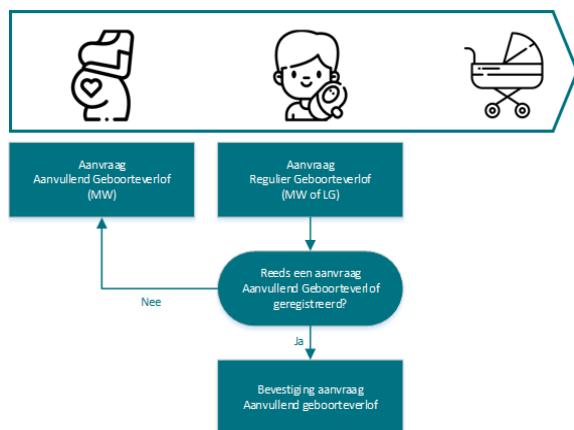 Aanvraag
Aanvullend Geboorteverlof
(MW)
Aanvraag
Regulier Geboorteverlof
(MW of LG)
Reeds een aanvraag
Aanvullend Geboorteverlof
geregistreerd?
Nee
Ja
Bevestiging aanvraag
Aanvullend geboorteverlof